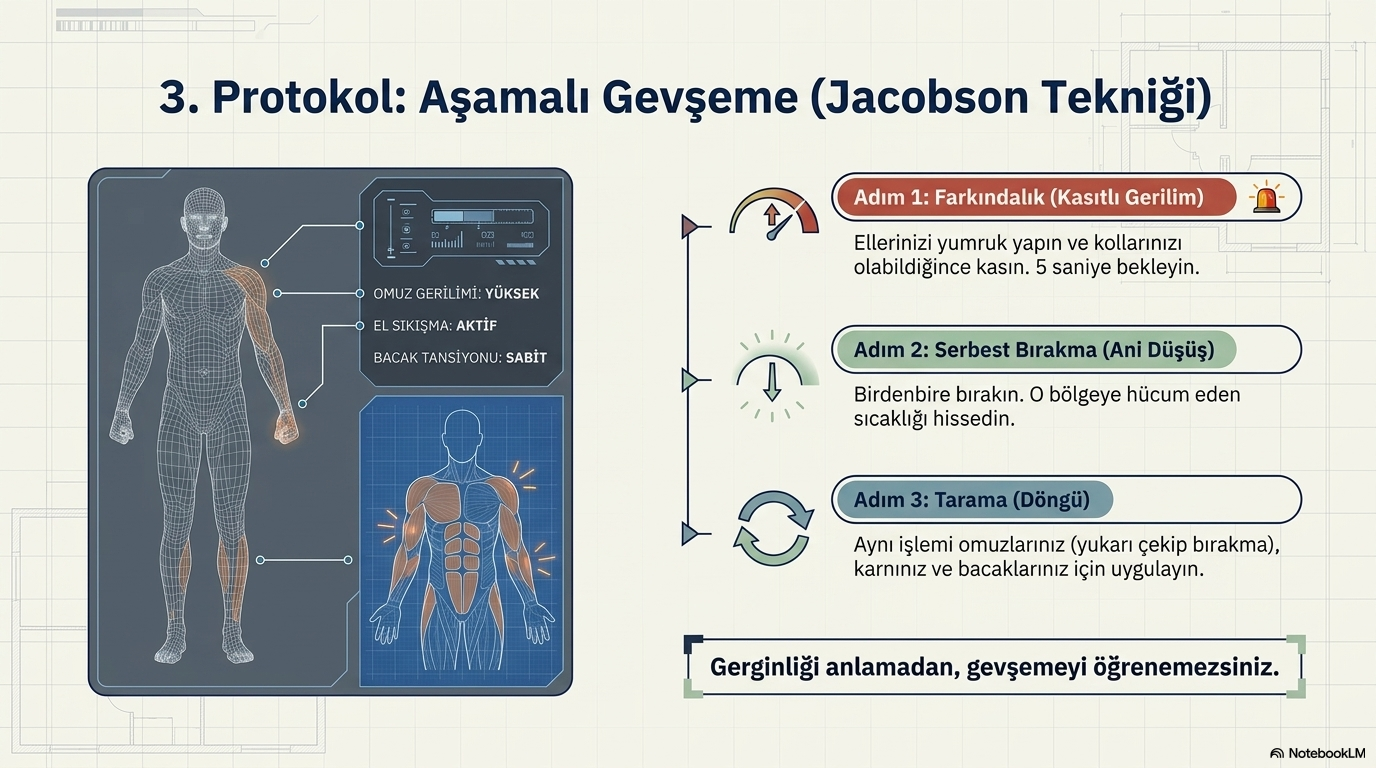 3. Protokol: Aşamalı Gevşeme (Jacobson Tekniği)
OMUZ GERİLIMİ: YÜKSEK
EL SIKIŞMA: AKTİF
BACAK TANSİYONU: SABİT
Adım 1: Farkındalık (Kasıtlı Gerilim)
Ellerinizi yumruk yapın ve kollarınızı
olabildiğince kasın. 5 saniye bekleyin.
Adım 2: Serbest Bırakma (Ani Düşüş)
Birdenbire bırakın. O bölgeye hücum eden
sıcaklığı hissedin.
Adım 3: Tarama (Döngü)
Aynı işlemi omuzlarınız (yukarı çekip bırakma),
karnınız ve bacaklarınız için uygulayın.
Gerginliği anlamadan, gevşemeyi öğrenemezsiniz.
NotebookLM